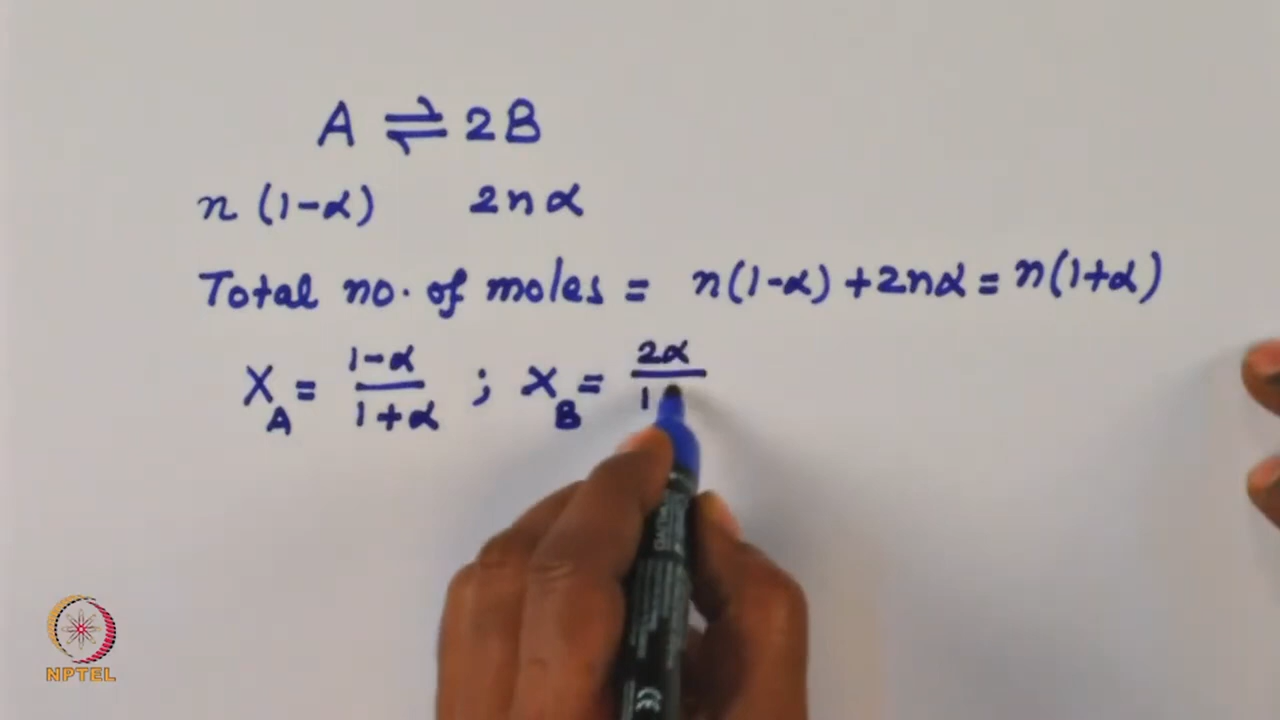 A ⇌ 2B
n (1-α) 2nα
Total no. of moles = n(1-α) + 2nα = n(1+α)
X_A = (1-α)/(1+α) ; X_B = 2α/1
NPTEL